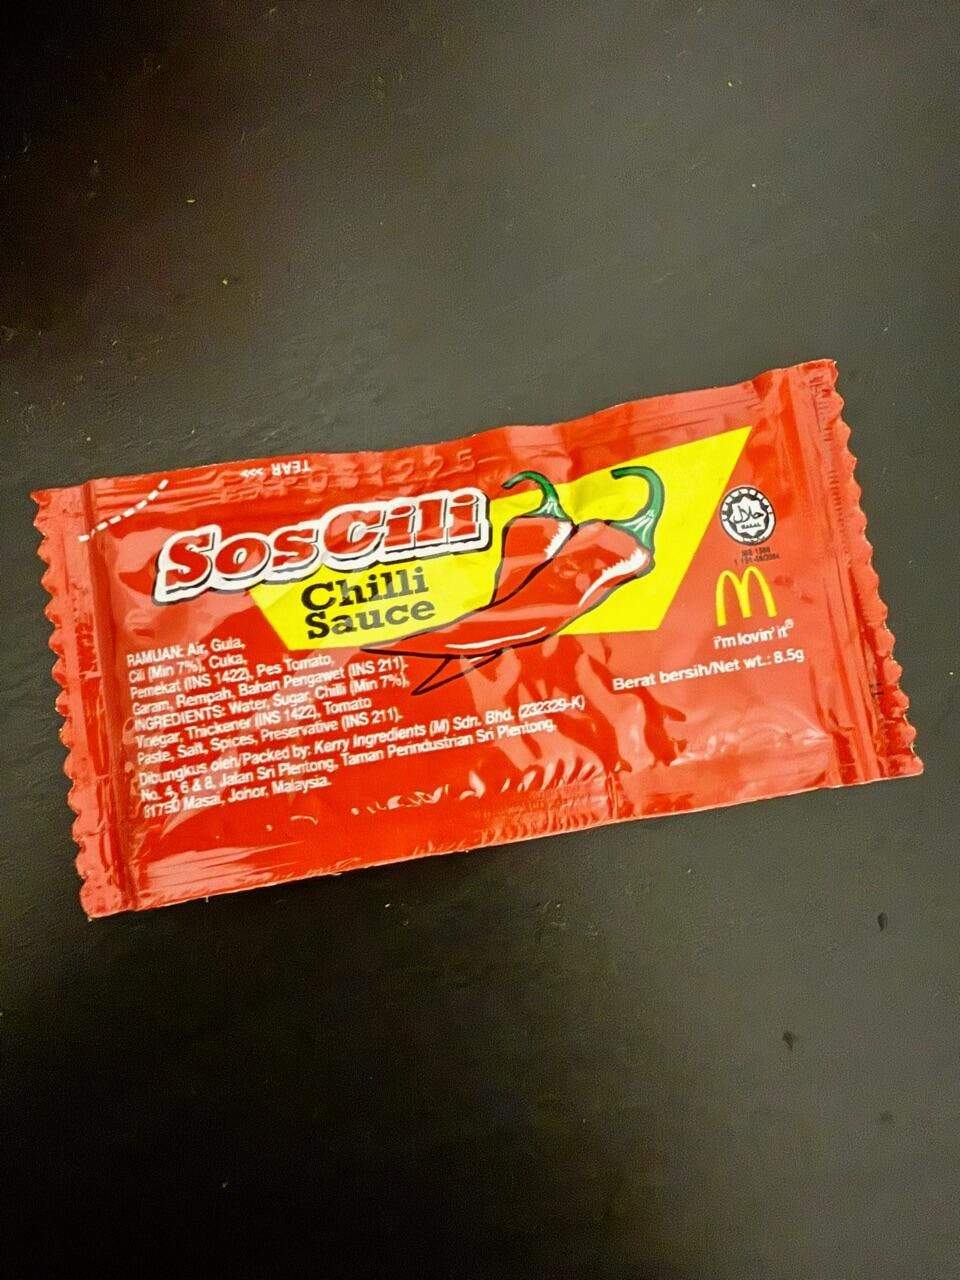 TEAR
031225
SosCili
Chilli
Sauce
RAMUAN: Air, Gula,
Cili (Min 7%), Cuka,
Pemekat (INS 1422), Pes Tomato,
Garam, Rempah, Bahan Pengawet (INS 211).
INGREDIENTS: Water, Sugar, Chilli (Min 7%),
Vinegar, Thickener (INS 1422), Tomato
Paste, Salt, Spices, Preservative (INS 211).
Dibungkus oleh/Packed by: Kerry Ingredients (M) Sdn. Bhd. (232329-K)
No. 4, 6 & 8, Jalan Sri Plentong, Taman Perindustrian Sri Plentong,
81750 Masai, Johor, Malaysia.
حلال
HALAL
i'm lovin' it®
Berat bersih/Net wt.: 8.5g